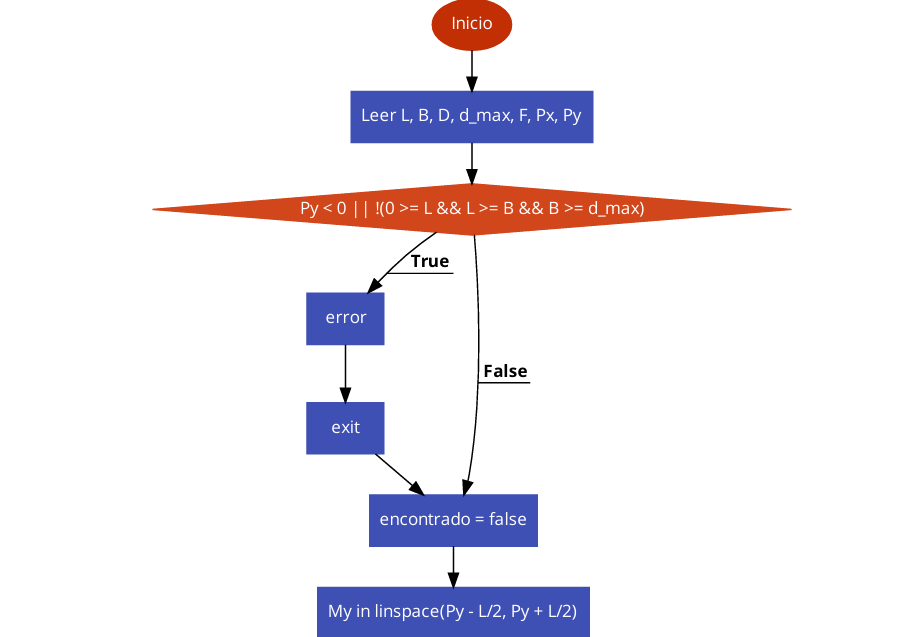 Inicio
Leer L, B, D, d_max, F, Px, Py
Py < 0 || !(0 >= L && L >= B && B >= d_max)
True
error
False
exit
encontrado = false
My in linspace(Py - L/2, Py + L/2)